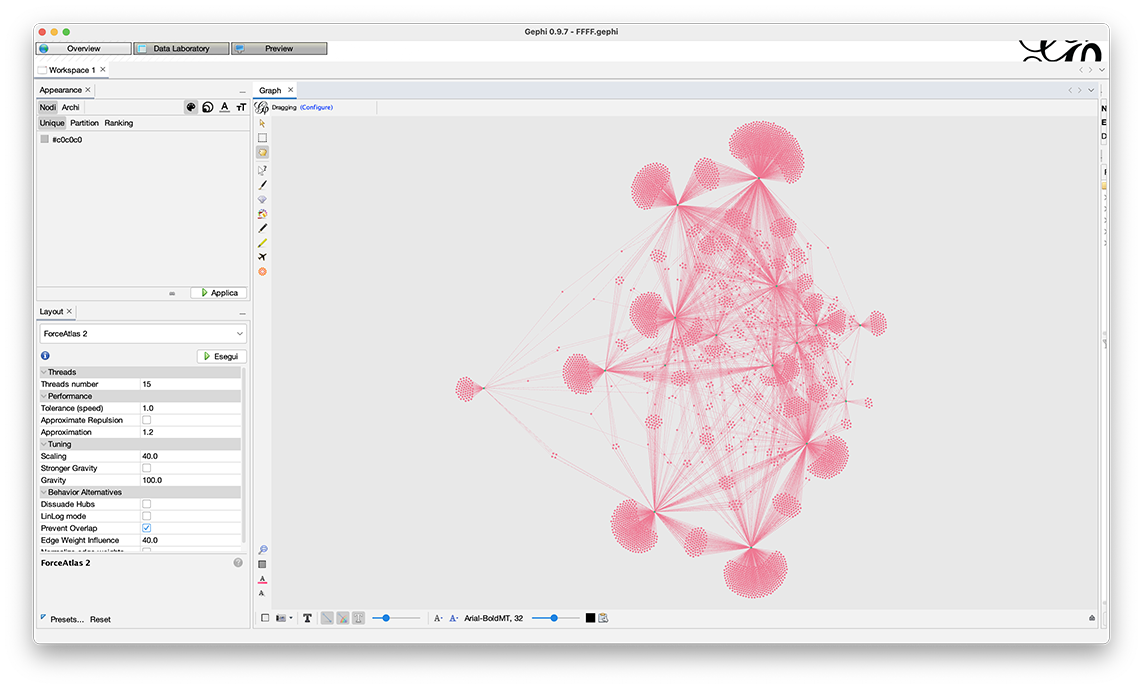 Gephi 0.9.7 - FFFF.gephi
Overview Data Laboratory Preview
Workspace 1
Appearance
Graph
Nodi Archi
Dragging (Configure)
Unique Partition Ranking
#c0c0c0
Applica
Layout
ForceAtlas 2
Esegui
Threads
Threads number 15
Performance
Tolerance (speed) 1.0
Approximate Repulsion
Approximation 1.2
Tuning
Scaling 40.0
Stronger Gravity
Gravity 100.0
Behavior Alternatives
Dissuade Hubs
LinLog mode
Prevent Overlap
Edge Weight Influence 40.0
ForceAtlas 2
Presets... Reset
Arial-BoldMT, 32